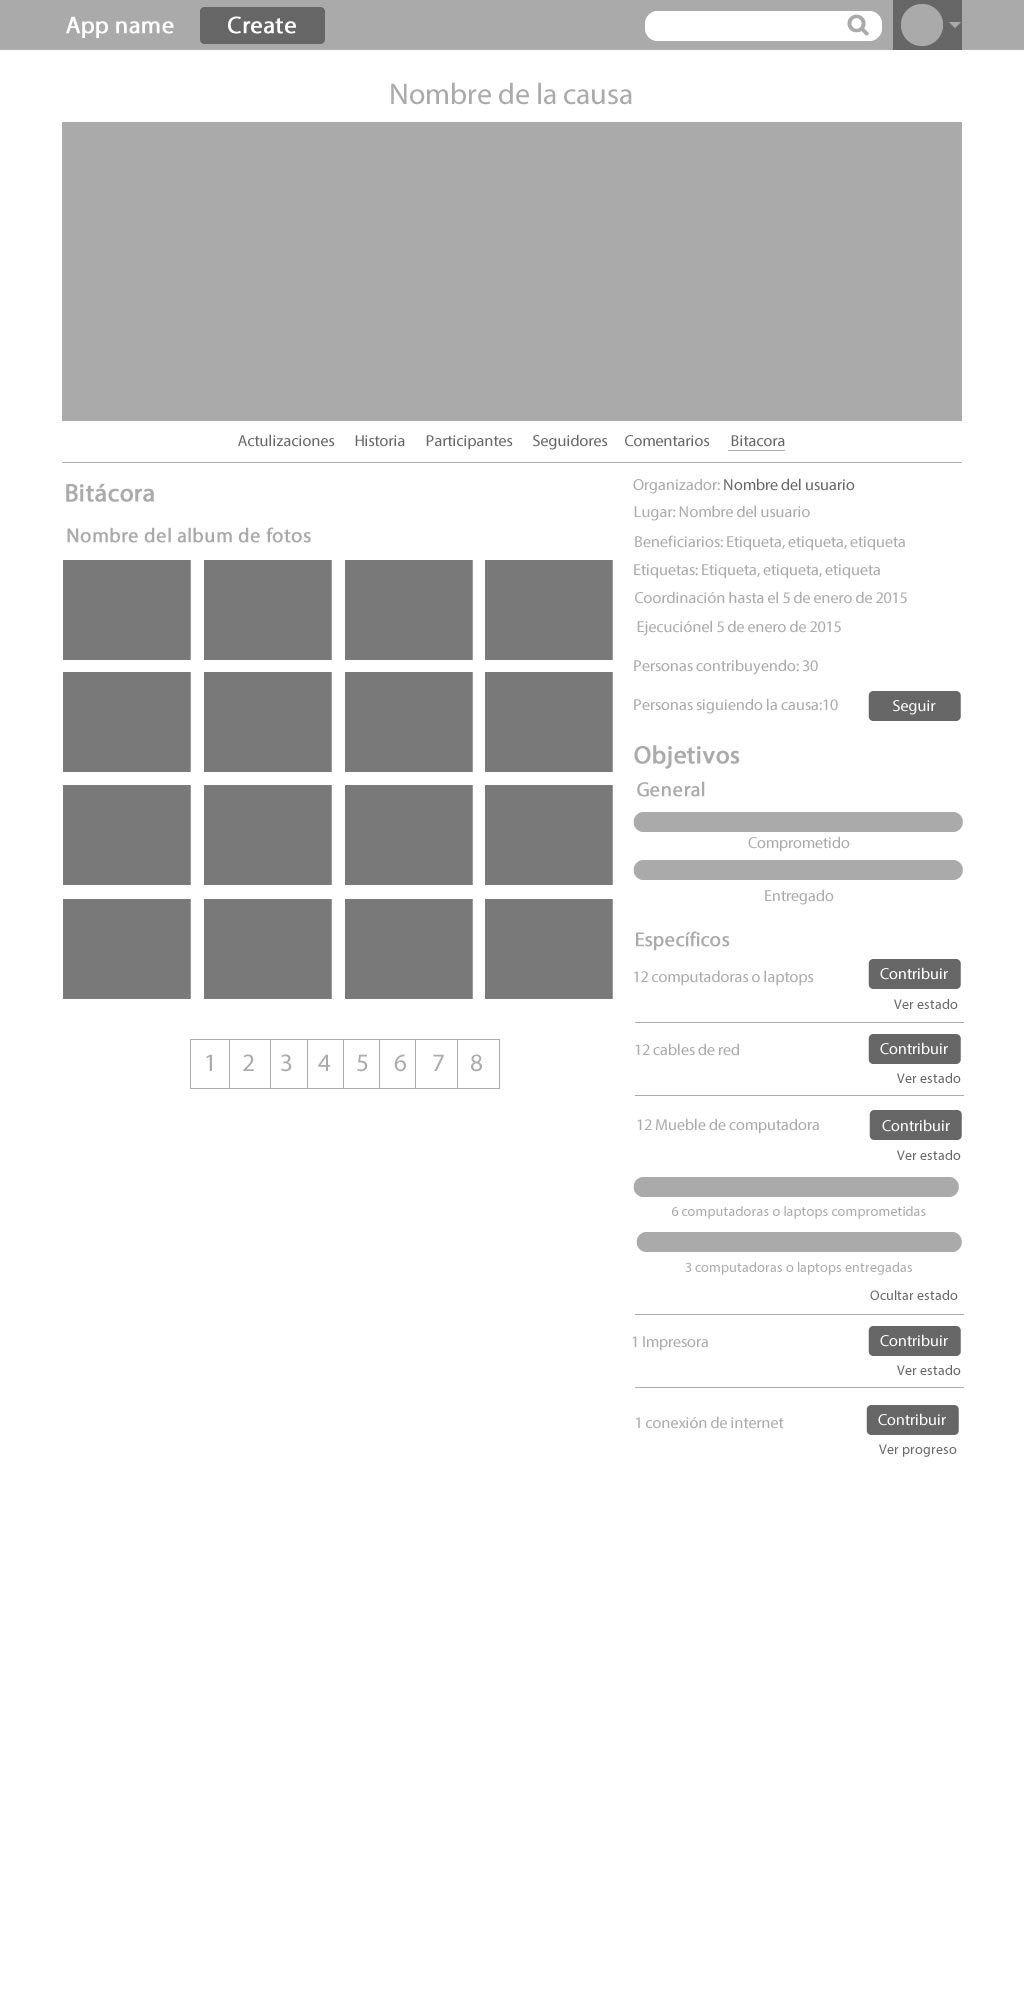 App name
Create
Nombre de la causa
Actulizaciones Historia Participantes Seguidores Comentarios Bitacora
Bitácora
Nombre del album de fotos
1 2 3 4 5 6 7 8
Organizador: Nombre del usuario
Lugar: Nombre del usuario
Beneficiarios: Etiqueta, etiqueta, etiqueta
Etiquetas: Etiqueta, etiqueta, etiqueta
Coordinación hasta el 5 de enero de 2015
Ejecuciónel 5 de enero de 2015
Personas contribuyendo: 30
Personas siguiendo la causa:10
Seguir
Objetivos
General
Comprometido
Entregado
Específicos
12 computadoras o laptops
Contribuir
Ver estado
12 cables de red
Contribuir
Ver estado
12 Mueble de computadora
Contribuir
Ver estado
6 computadoras o laptops comprometidas
3 computadoras o laptops entregadas
Ocultar estado
1 Impresora
Contribuir
Ver estado
1 conexión de internet
Contribuir
Ver progreso